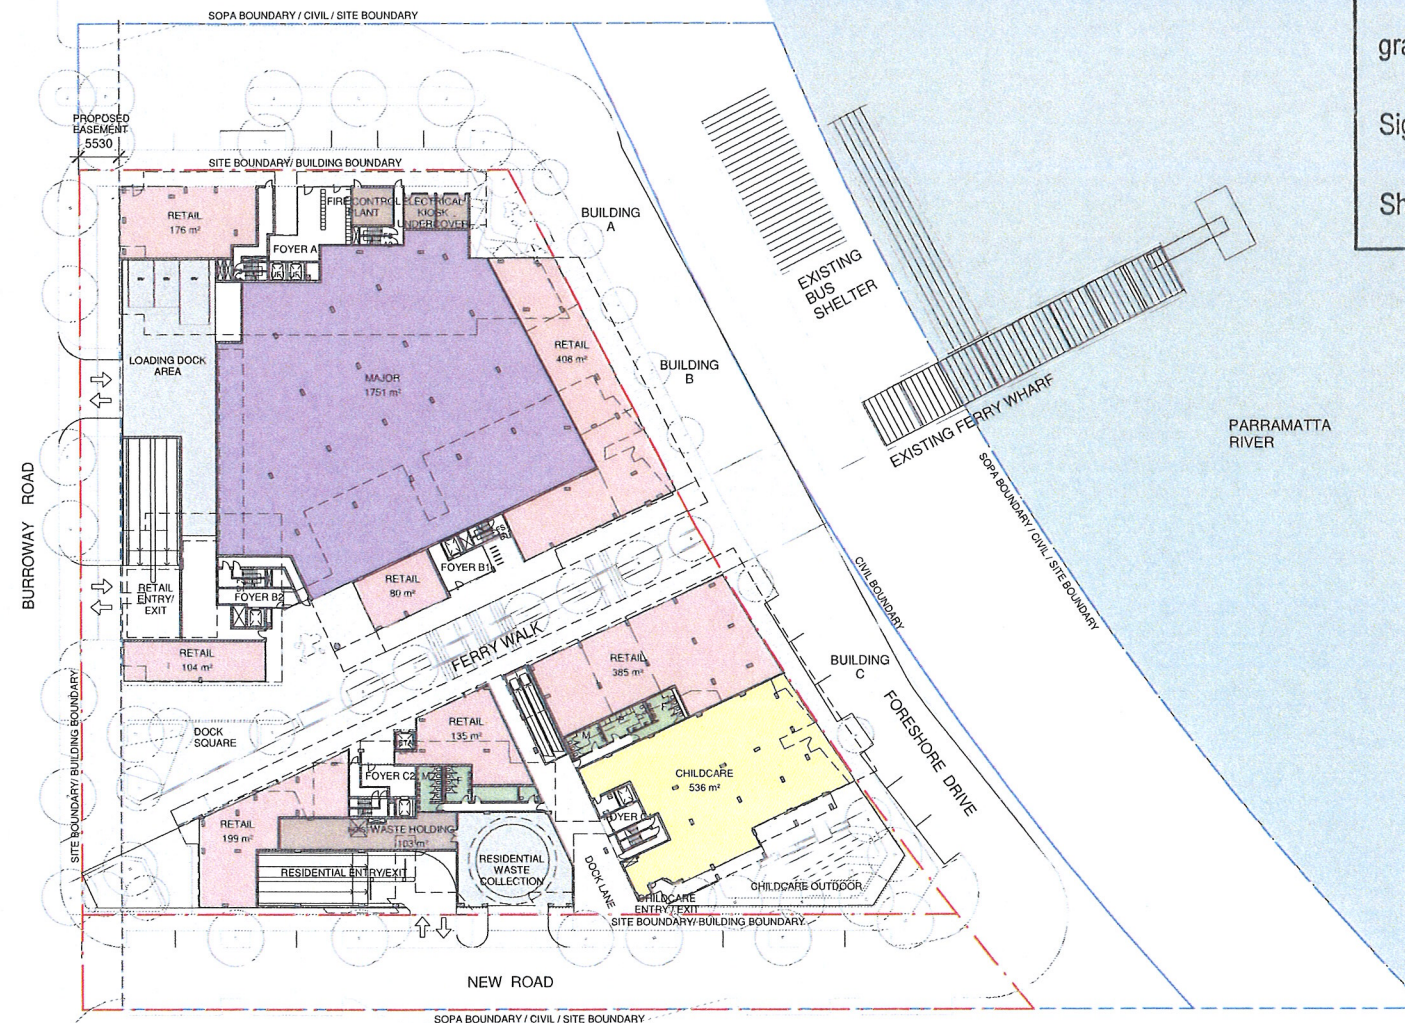 SOPA BOUNDARY / CIVIL / SITE BOUNDARY
gra
Sig
Sh
PROPOSED
EASEMENT
5530
SITE BOUNDARY/ BUILDING BOUNDARY
RETAIL
176 m²
FIRE CONTROL
PLANT
ELECTRICAL
KIOSK
UNDERCOVER
FOYER A
BUILDING
A
EXISTING
BUS
SHELTER
LOADING DOCK
AREA
MAJOR
1751 m²
RETAIL
406 m²
BUILDING
B
EXISTING FERRY WHARF
PARRAMATTA
RIVER
SOPA BOUNDARY / CIVIL / SITE BOUNDARY
BURROWAY ROAD
RETAIL
ENTRY/
EXIT
FOYER B2
RETAIL
80 m²
FOYER B1
CIVIL BOUNDARY
RETAIL
104 m²
FERRY WALK
RETAIL
385 m²
BUILDING
C
FORESHORE DRIVE
SITE BOUNDARY/ BUILDING BOUNDARY
DOCK
SQUARE
RETAIL
135 m²
FOYER C2
M
CHILDCARE
536 m²
RETAIL
199 m²
WASTE HOLDING
103 m²
RESIDENTIAL ENTRY/EXIT
RESIDENTIAL
WASTE
COLLECTION
DOCK LANE
CHILDCARE OUTDOOR
CHILDCARE
ENTRY / EXIT
SITE BOUNDARY/ BUILDING BOUNDARY
NEW ROAD
SOPA BOUNDARY / CIVIL / SITE BOUNDARY